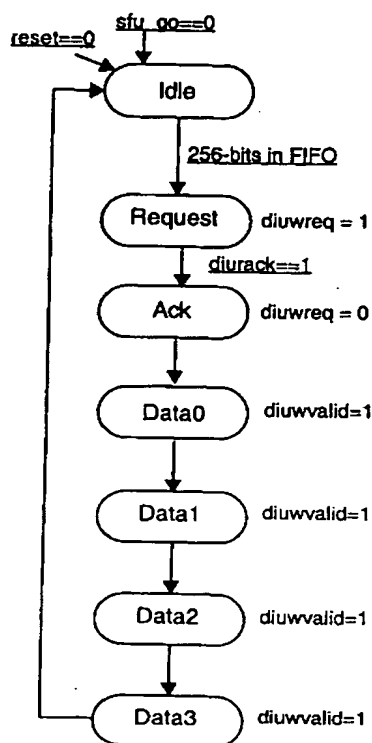 sfu_go==0
reset==0
Idle
256-bits in FIFO
Request diuwreq = 1
diurack==1
Ack diuwreq = 0
Data0 diuwvalid=1
Data1 diuwvalid=1
Data2 diuwvalid=1
Data3 diuwvalid=1